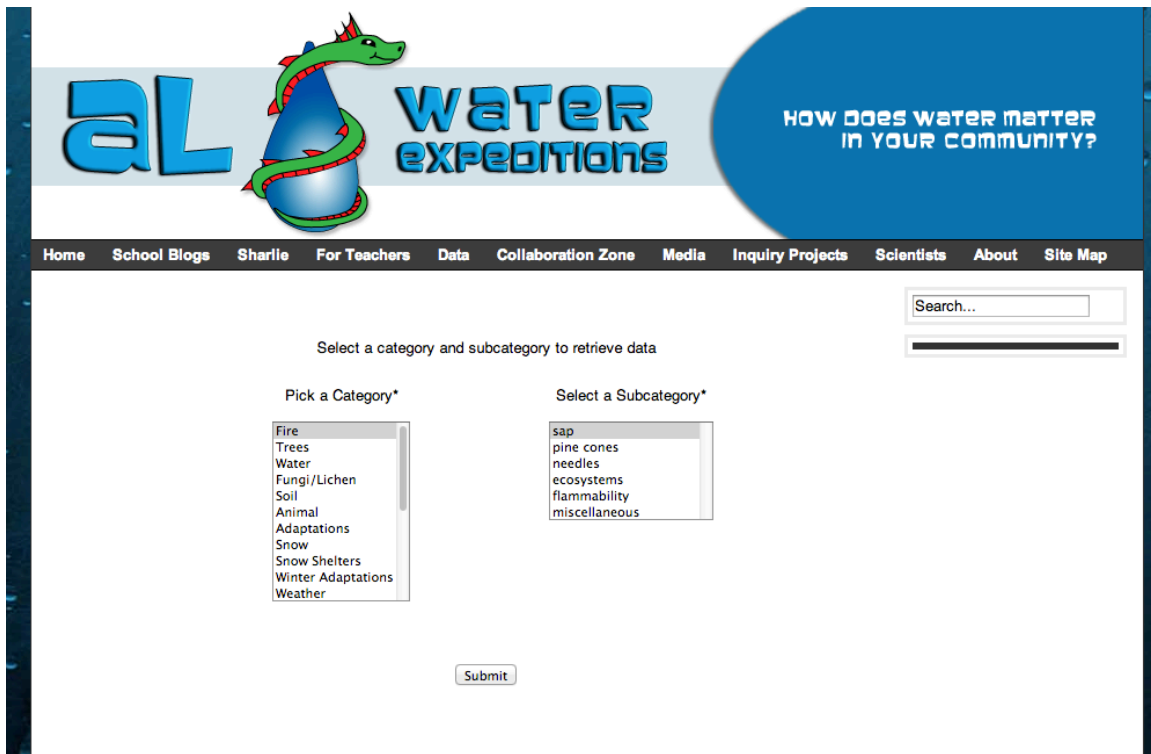 aL
WaTeR
exPeDITIOnS
HOW DOes WaTeR maTTeR
In YOUR COmmUnITY?
Home School Blogs Sharlie For Teachers Data Collaboration Zone Media Inquiry Projects Scientists About Site Map
Search...
Select a category and subcategory to retrieve data
Pick a Category*
Fire
Trees
Water
Fungi/Lichen
Soil
Animal
Adaptations
Snow
Snow Shelters
Winter Adaptations
Weather
Select a Subcategory*
sap
pine cones
needles
ecosystems
flammability
miscellaneous
Submit